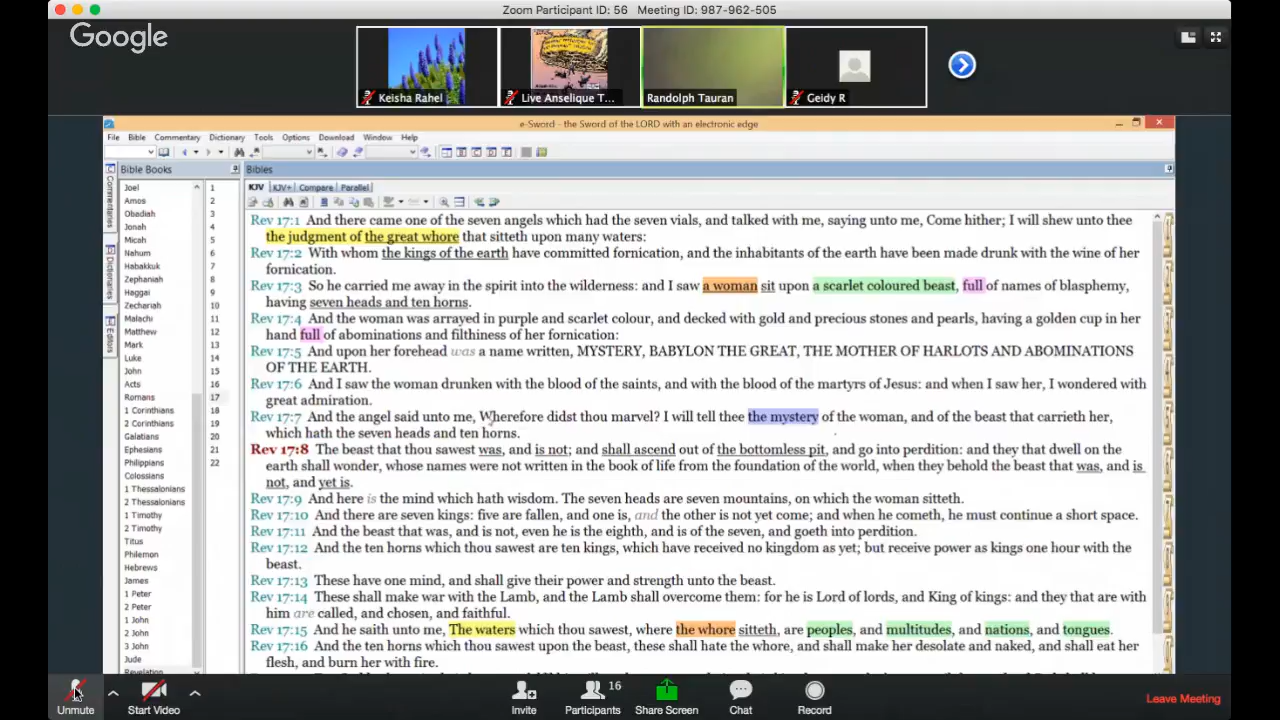 Zoom Participant ID: 56 Meeting ID: 987-962-505
Google
Keisha Rahel
Live Anselique T...
Randolph Tauran
Geidy R
e-Sword - the Sword of the LORD with an electronic edge
File Bible Commentary Dictionary Tools Options Download Window Help
Bible Books
Bibles
Commentaries
Dictionaries
Editors
KJV KJV+ Compare Parallel
Joel
Amos
Obadiah
Jonah
Micah
Nahum
Habakkuk
Zephaniah
Haggai
Zechariah
Malachi
Matthew
Mark
Luke
John
Acts
Romans
1 Corinthians
2 Corinthians
Galatians
Ephesians
Philippians
Colossians
1 Thessalonians
2 Thessalonians
1 Timothy
2 Timothy
Titus
Philemon
Hebrews
James
1 Peter
2 Peter
1 John
2 John
3 John
Jude
Revelation
1
2
3
4
5
6
7
8
9
10
11
12
13
14
15
16
17
18
19
20
21
22
Rev 17:1 And there came one of the seven angels which had the seven vials, and talked with me, saying unto me, Come hither; I will shew unto thee
the judgment of the great whore that sitteth upon many waters:
Rev 17:2 With whom the kings of the earth have committed fornication, and the inhabitants of the earth have been made drunk with the wine of her
fornication.
Rev 17:3 So he carried me away in the spirit into the wilderness: and I saw a woman sit upon a scarlet coloured beast, full of names of blasphemy,
having seven heads and ten horns.
Rev 17:4 And the woman was arrayed in purple and scarlet colour, and decked with gold and precious stones and pearls, having a golden cup in her
hand full of abominations and filthiness of her fornication:
Rev 17:5 And upon her forehead was a name written, MYSTERY, BABYLON THE GREAT, THE MOTHER OF HARLOTS AND ABOMINATIONS
OF THE EARTH.
Rev 17:6 And I saw the woman drunken with the blood of the saints, and with the blood of the martyrs of Jesus: and when I saw her, I wondered with
great admiration.
Rev 17:7 And the angel said unto me, Wherefore didst thou marvel? I will tell thee the mystery of the woman, and of the beast that carrieth her,
which hath the seven heads and ten horns.
Rev 17:8 The beast that thou sawest was, and is not; and shall ascend out of the bottomless pit, and go into perdition: and they that dwell on the
earth shall wonder, whose names were not written in the book of life from the foundation of the world, when they behold the beast that was, and is
not, and yet is.
Rev 17:9 And here is the mind which hath wisdom. The seven heads are seven mountains, on which the woman sitteth.
Rev 17:10 And there are seven kings: five are fallen, and one is, and the other is not yet come; and when he cometh, he must continue a short space.
Rev 17:11 And the beast that was, and is not, even he is the eighth, and is of the seven, and goeth into perdition.
Rev 17:12 And the ten horns which thou sawest are ten kings, which have received no kingdom as yet; but receive power as kings one hour with the
beast.
Rev 17:13 These have one mind, and shall give their power and strength unto the beast.
Rev 17:14 These shall make war with the Lamb, and the Lamb shall overcome them: for he is Lord of lords, and King of kings: and they that are with
him are called, and chosen, and faithful.
Rev 17:15 And he saith unto me, The waters which thou sawest, where the whore sitteth, are peoples, and multitudes, and nations, and tongues.
Rev 17:16 And the ten horns which thou sawest upon the beast, these shall hate the whore, and shall make her desolate and naked, and shall eat her
flesh, and burn her with fire.
Unmute
Start Video
Invite
16
Participants
Share Screen
Chat
Record
Leave Meeting